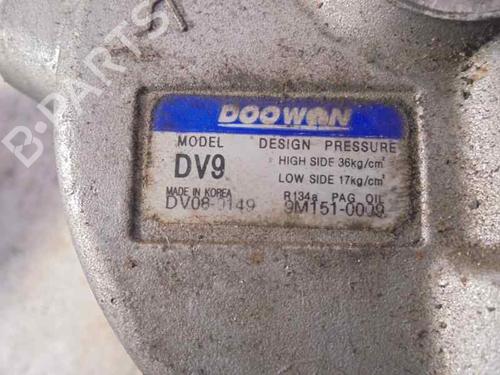 DOOWON
MODEL DESIGN PRESSURE
DV9 HIGH SIDE 36kg/cm²
LOW SIDE 17kg/cm²
MADE IN KOREA R134a PAG OIL
DV08-0149 9M151-0009
B-PARTS